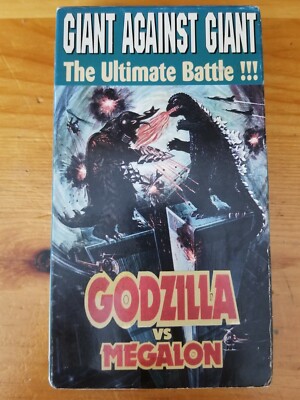 GIANT AGAINST GIANT
The Ultimate Battle !!!
GODZILLA
VS
MEGALON